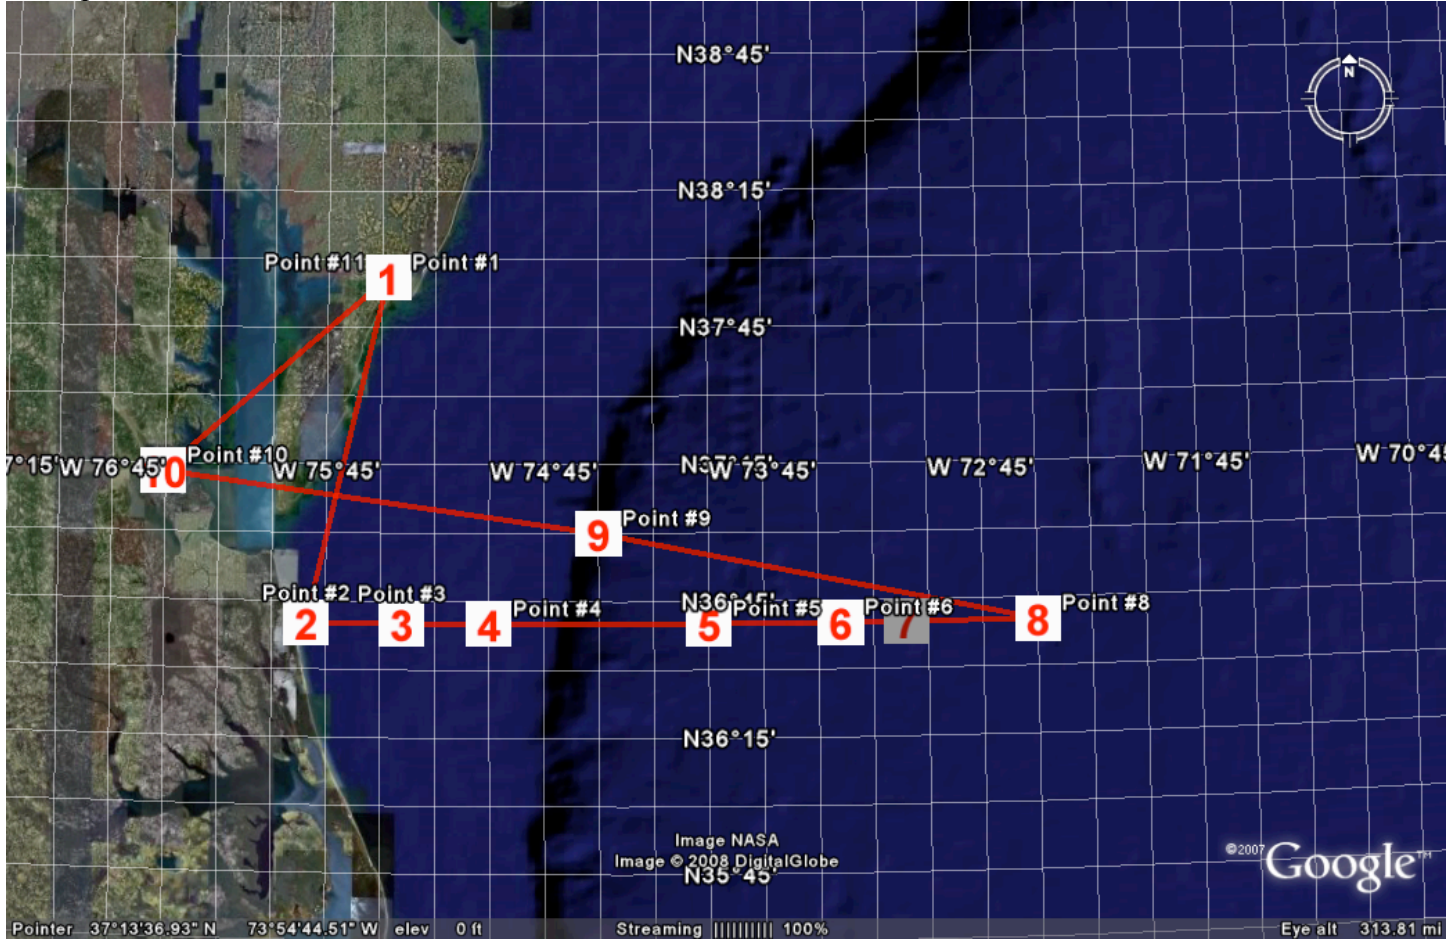 N38°45'
N
N38°15'
Point #11
1
Point #1
N37°45'
Point #10
10
7°15'
W 76°45'
W 75°45'
W 74°45'
W 73°45'
W 72°45'
W 71°45'
W 70°45
9
Point #9
Point #2
Point #3
2
3
4
Point #4
N36°45'
5
Point #5
6
Point #6
7
8
Point #8
N36°15'
Image NASA
Image © 2008 DigitalGlobe
N35°45'
©2007 Google™
Pointer 37°13'36.93" N 73°54'44.51" W elev 0 ft Streaming |||||||||| 100% Eye alt 313.81 mi